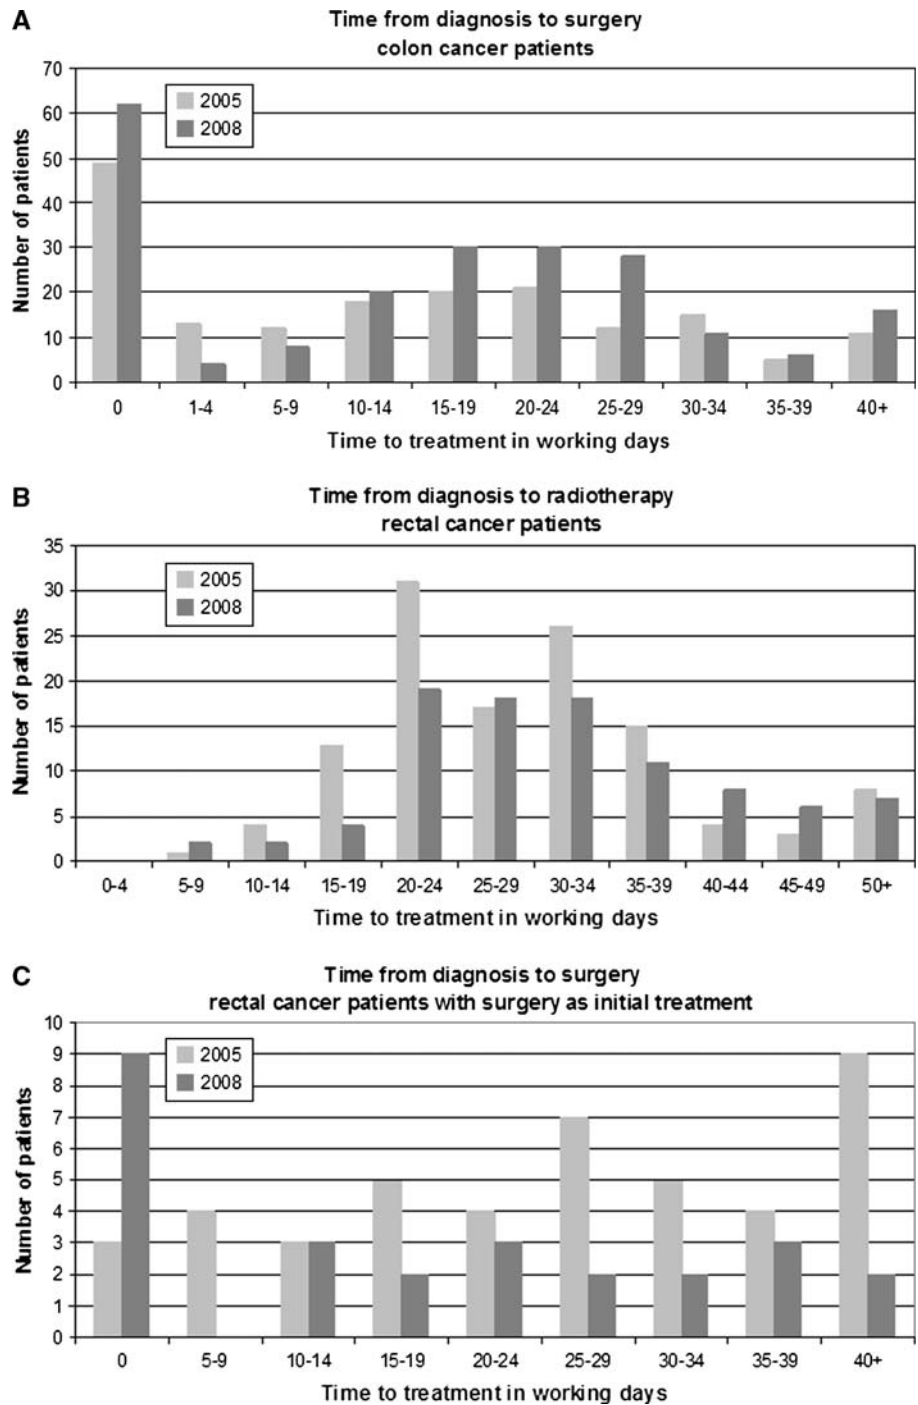 A
Time from diagnosis to surgery
colon cancer patients
70
60
50
40
30
20
10
0
Number of patients
2005
2008
0 1-4 5-9 10-14 15-19 20-24 25-29 30-34 35-39 40+
Time to treatment in working days
B
Time from diagnosis to radiotherapy
rectal cancer patients
35
30
25
20
15
10
5
0
Number of patients
2005
2008
0-4 5-9 10-14 15-19 20-24 25-29 30-34 35-39 40-44 45-49 50+
Time to treatment in working days
C
Time from diagnosis to surgery
rectal cancer patients with surgery as initial treatment
10
9
8
7
6
5
4
3
2
1
0
Number of patients
2005
2008
0 5-9 10-14 15-19 20-24 25-29 30-34 35-39 40+
Time to treatment in working days